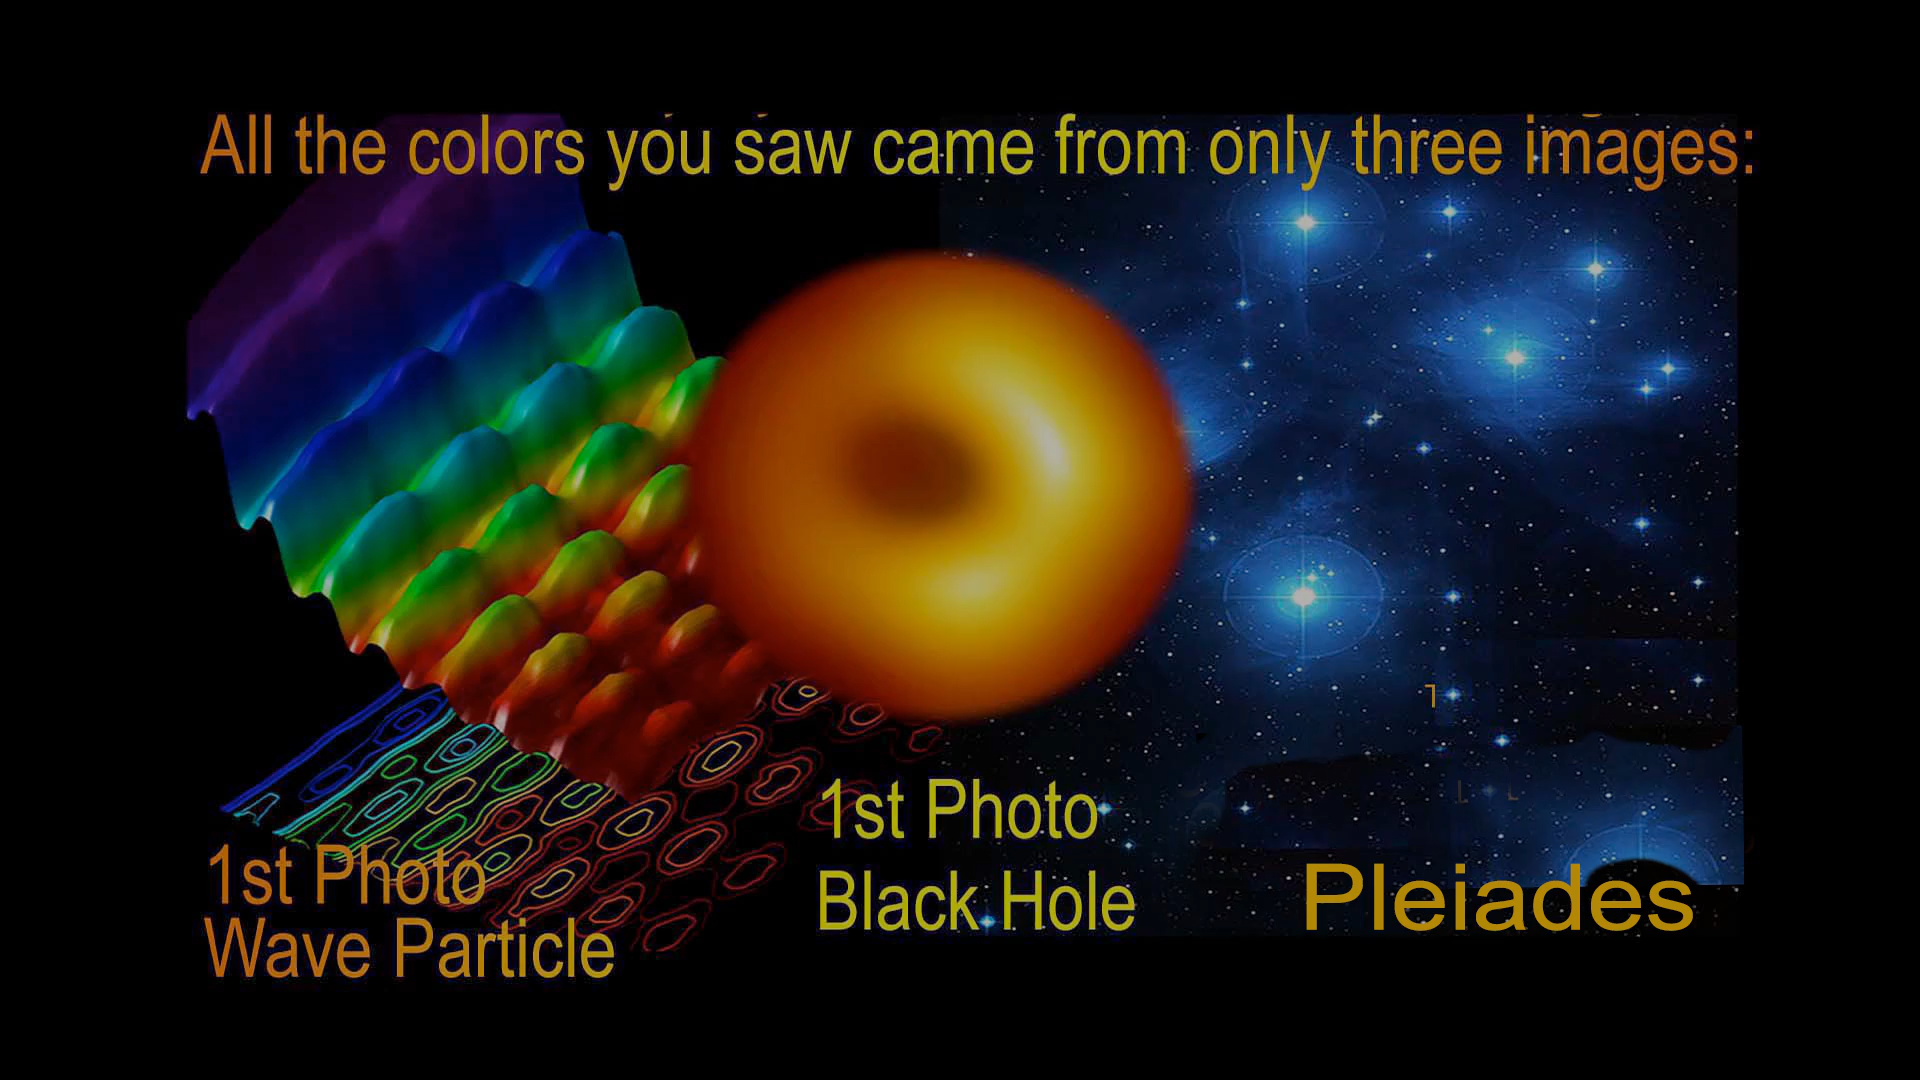 All the colors you saw came from only three images:
1st Photo
Wave Particle
1st Photo
Black Hole
Pleiades